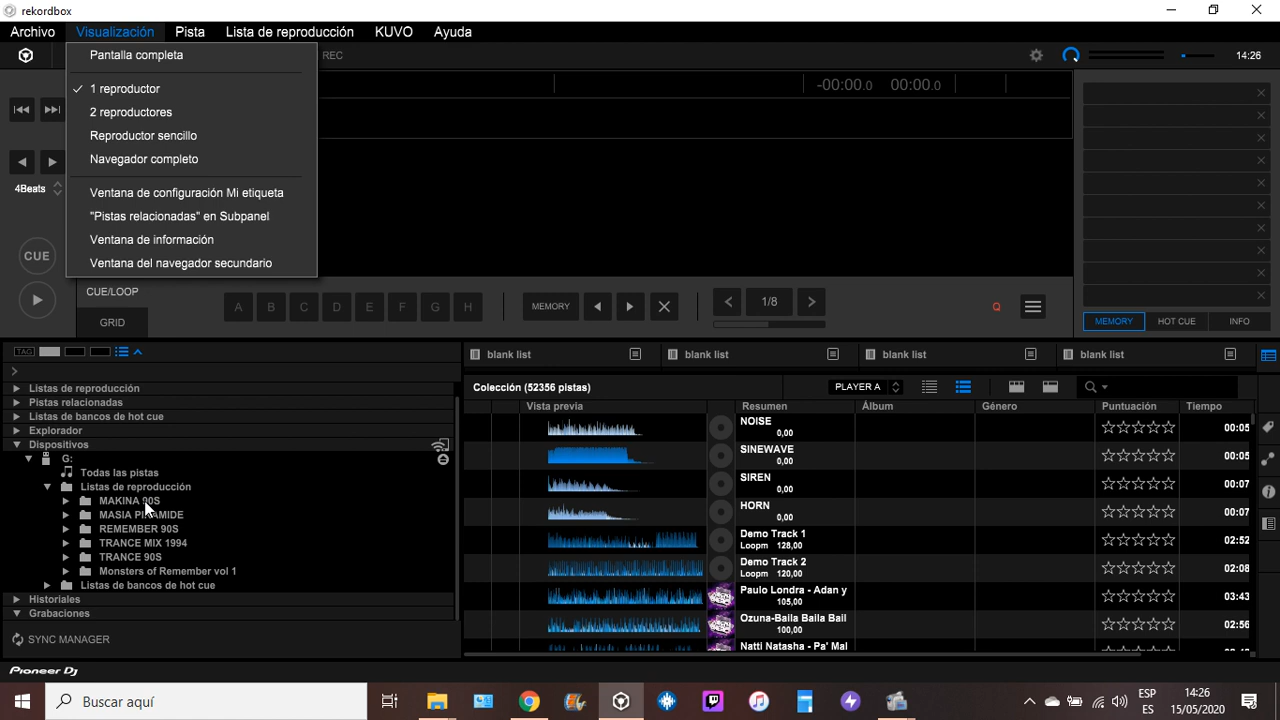 rekordbox
Archivo Visualización Pista Lista de reproducción KUVO Ayuda
Pantalla completa
1 reproductor
2 reproductores
Reproductor sencillo
Navegador completo
Ventana de configuración Mi etiqueta
"Pistas relacionadas" en Subpanel
Ventana de información
Ventana del navegador secundario
REC 14:26
-00:00.0 00:00.0
4Beats
CUE
CUE/LOOP
GRID
A B C D E F G H MEMORY 1/8 Q
MEMORY HOT CUE INFO
TAG
Listas de reproducción
Pistas relacionadas
Listas de bancos de hot cue
Explorador
Dispositivos
G:
Todas las pistas
Listas de reproducción
MAKINA 90S
MASIA PIRAMIDE
REMEMBER 90S
TRANCE MIX 1994
TRANCE 90S
Monsters of Remember vol 1
Listas de bancos de hot cue
Historiales
Grabaciones
SYNC MANAGER
blank list blank list blank list blank list
Colección (52356 pistas) PLAYER A
Vista previa Resumen Álbum Género Puntuación Tiempo
NOISE
0,00 00:05
SINEWAVE
0,00 00:05
SIREN
0,00 00:07
HORN
0,00 00:07
Demo Track 1
Loopm 128,00 02:52
Demo Track 2
Loopm 120,00 02:08
Paulo Londra - Adan y
105,00 03:43
Ozuna-Baila Baila Bail
100,00 02:56
Natti Natasha - Pa' Mal
Pioneer Dj
Buscar aquí
ESP
ES
14:26
15/05/2020